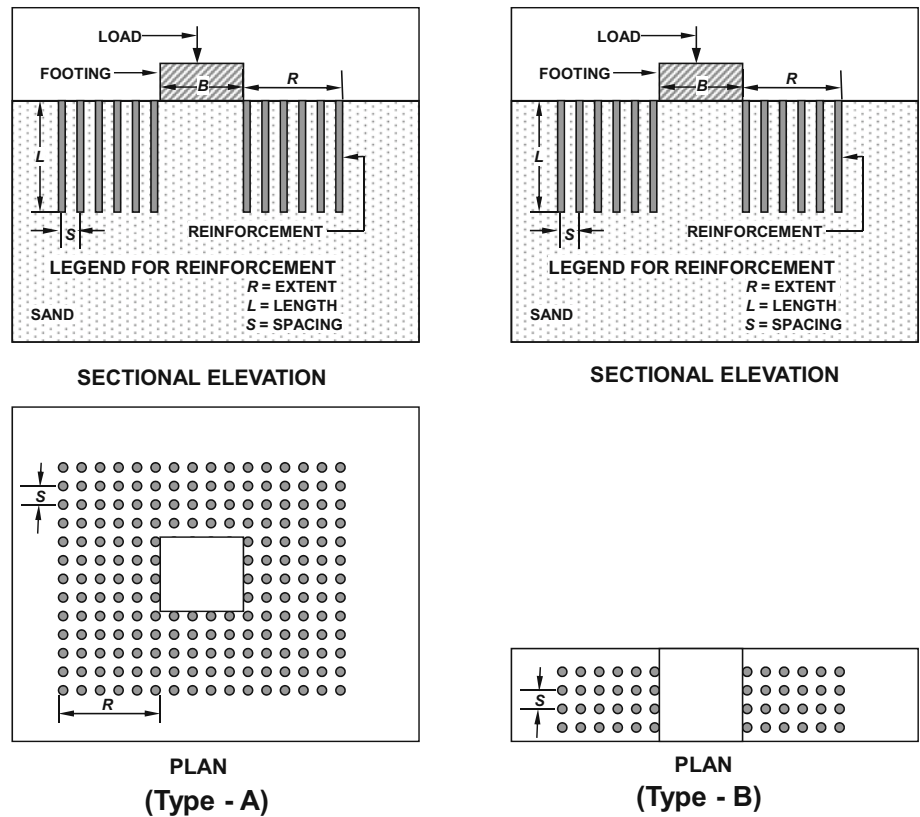 LOAD
FOOTING
B
R
L
S
REINFORCEMENT
LEGEND FOR REINFORCEMENT
R = EXTENT
L = LENGTH
S = SPACING
SAND
SECTIONAL ELEVATION
S
R
PLAN
(Type - A)
LOAD
FOOTING
B
R
L
S
REINFORCEMENT
LEGEND FOR REINFORCEMENT
R = EXTENT
L = LENGTH
S = SPACING
SAND
SECTIONAL ELEVATION
S
PLAN
(Type - B)